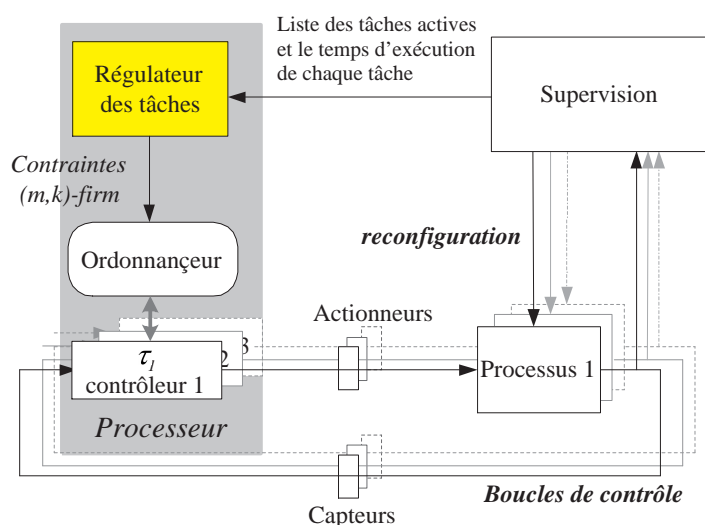 Liste des tâches actives
et le temps d'exécution
de chaque tâche
Régulateur
des tâches
Supervision
Contraintes
(m,k)-firm
reconfiguration
Ordonnançeur
Actionneurs
3
2
τ1
contrôleur 1
Processus 1
Processeur
Boucles de contrôle
Capteurs